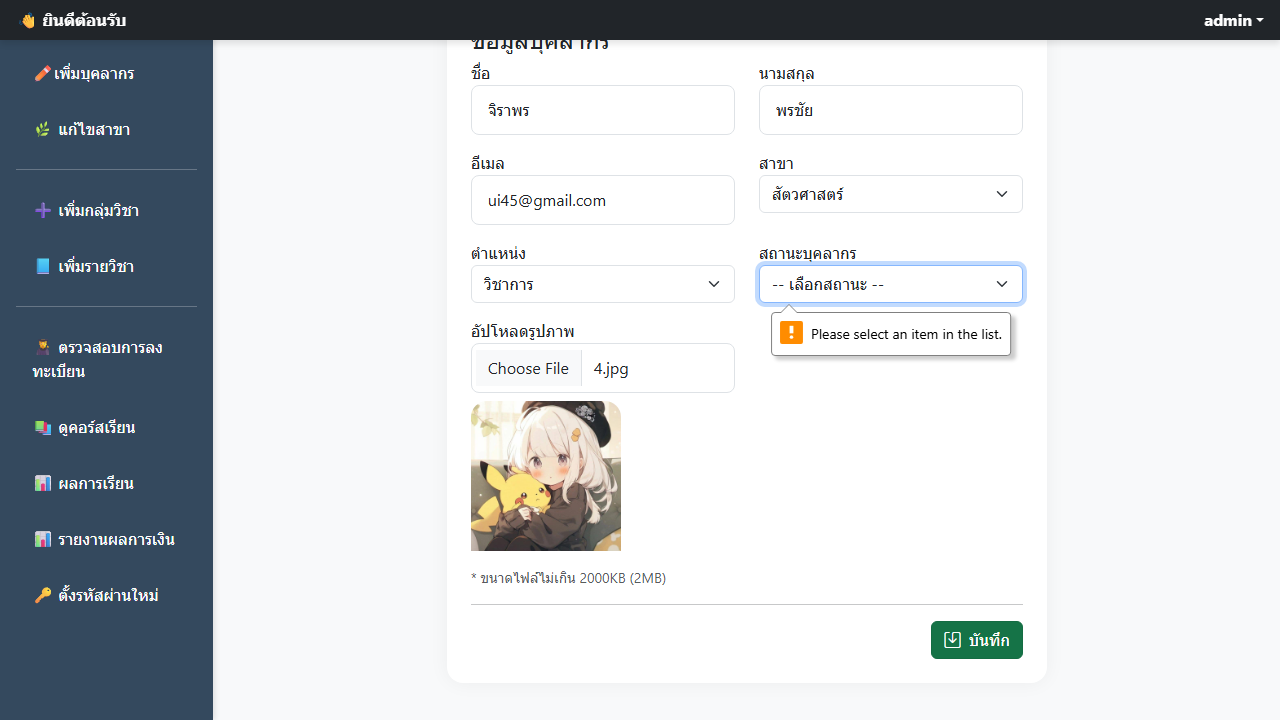 👋 ยินดีต้อนรับ
admin
เพิ่มบุคลากร
แก้ไขสาขา
เพิ่มกลุ่มวิชา
เพิ่มรายวิชา
ตรวจสอบการลง
ทะเบียน
ดูคอร์สเรียน
ผลการเรียน
รายงานผลการเงิน
ตั้งรหัสผ่านใหม่
ข้อมูลบุคลากร
ชื่อ
นามสกุล
จิราพร
พรชัย
อีเมล
สาขา
ui45@gmail.com
สัตวศาสตร์
ตำแหน่ง
สถานะบุคลากร
วิชาการ
-- เลือกสถานะ --
Please select an item in the list.
อัปโหลดรูปภาพ
Choose File
4.jpg
* ขนาดไฟล์ไม่เกิน 2000KB (2MB)
บันทึก